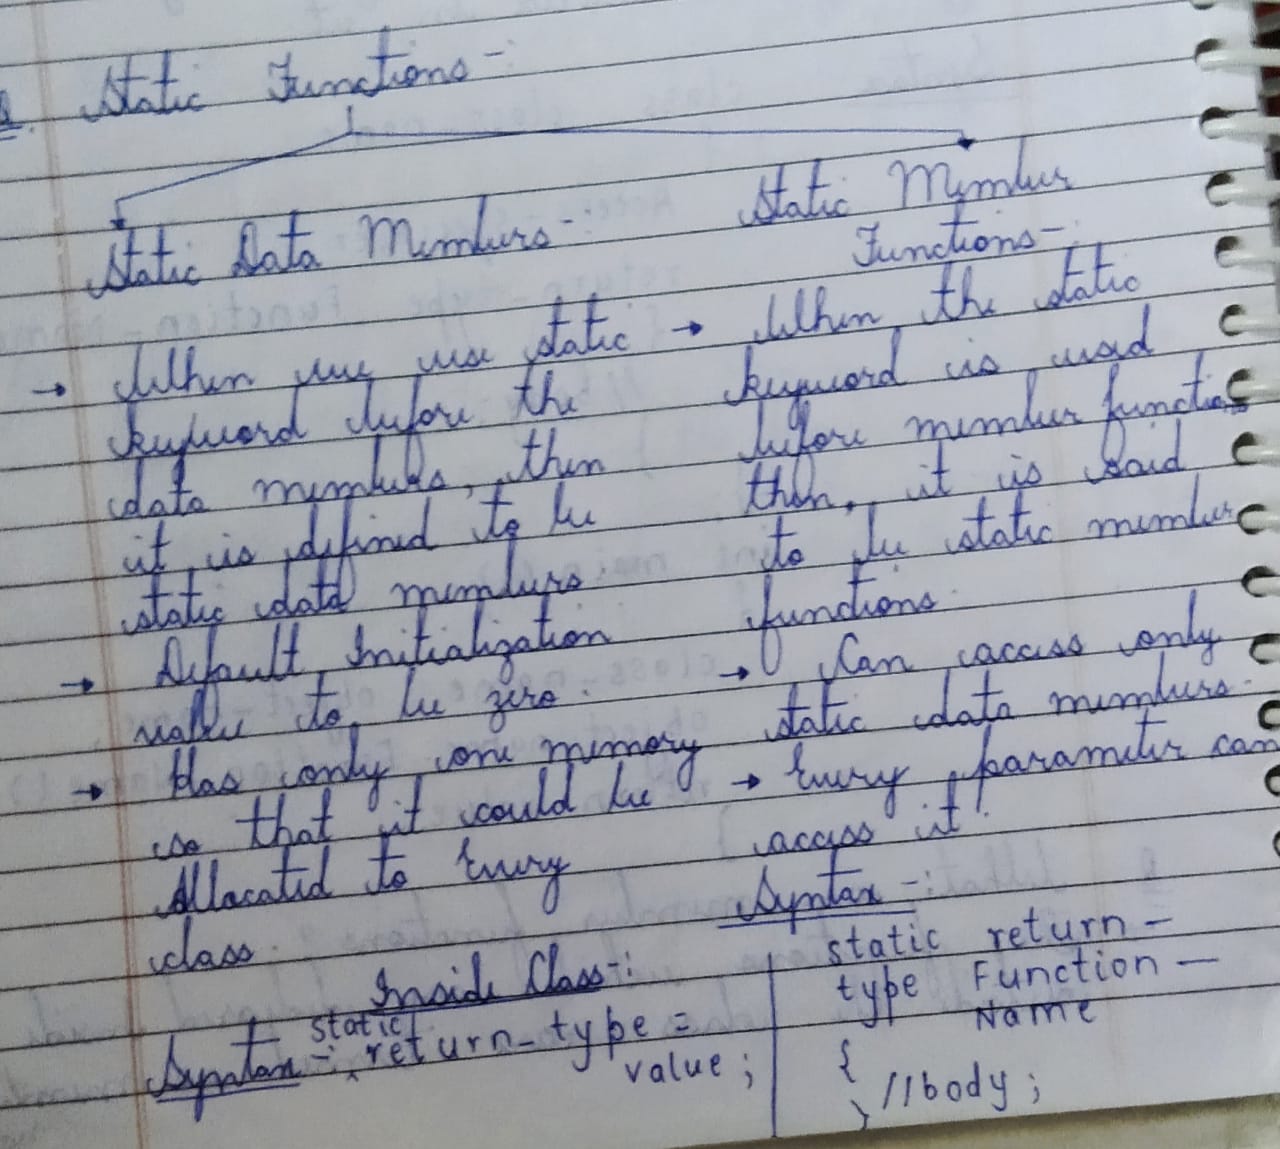 Static Functions -:
Static Data Members -:
When we use static
keyword before the
data members, then
it is defined to be
static data members
→ Default Initialization
value to be zero.
→ Has only one memory
so that it could be
Allocated to Every
class.
Inside Class -:
Syntax -: static return_type =
value;
Static Member
Functions -:
→ When the static
keyword is used
before member function
then, it is said
to be static member
functions.
→ Can access only
static data members.
→ Every parameter can
access it.
Syntax -:
static return -
type Function -
Name
{
//body;
}